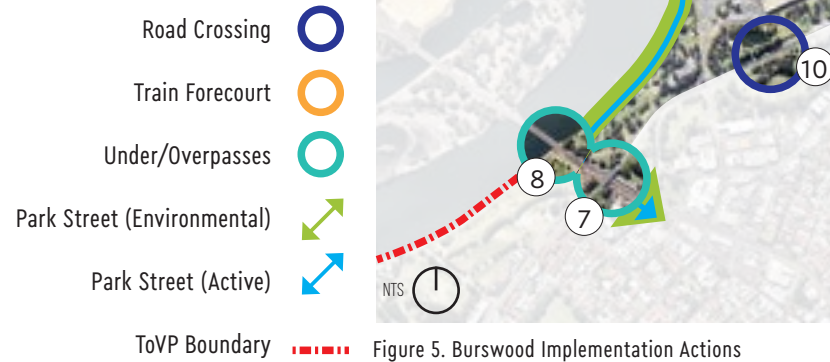 Road Crossing
Train Forecourt
Under/Overpasses
Park Street (Environmental)
Park Street (Active)
ToVP Boundary
10
8
7
NTS
Figure 5. Burswood Implementation Actions